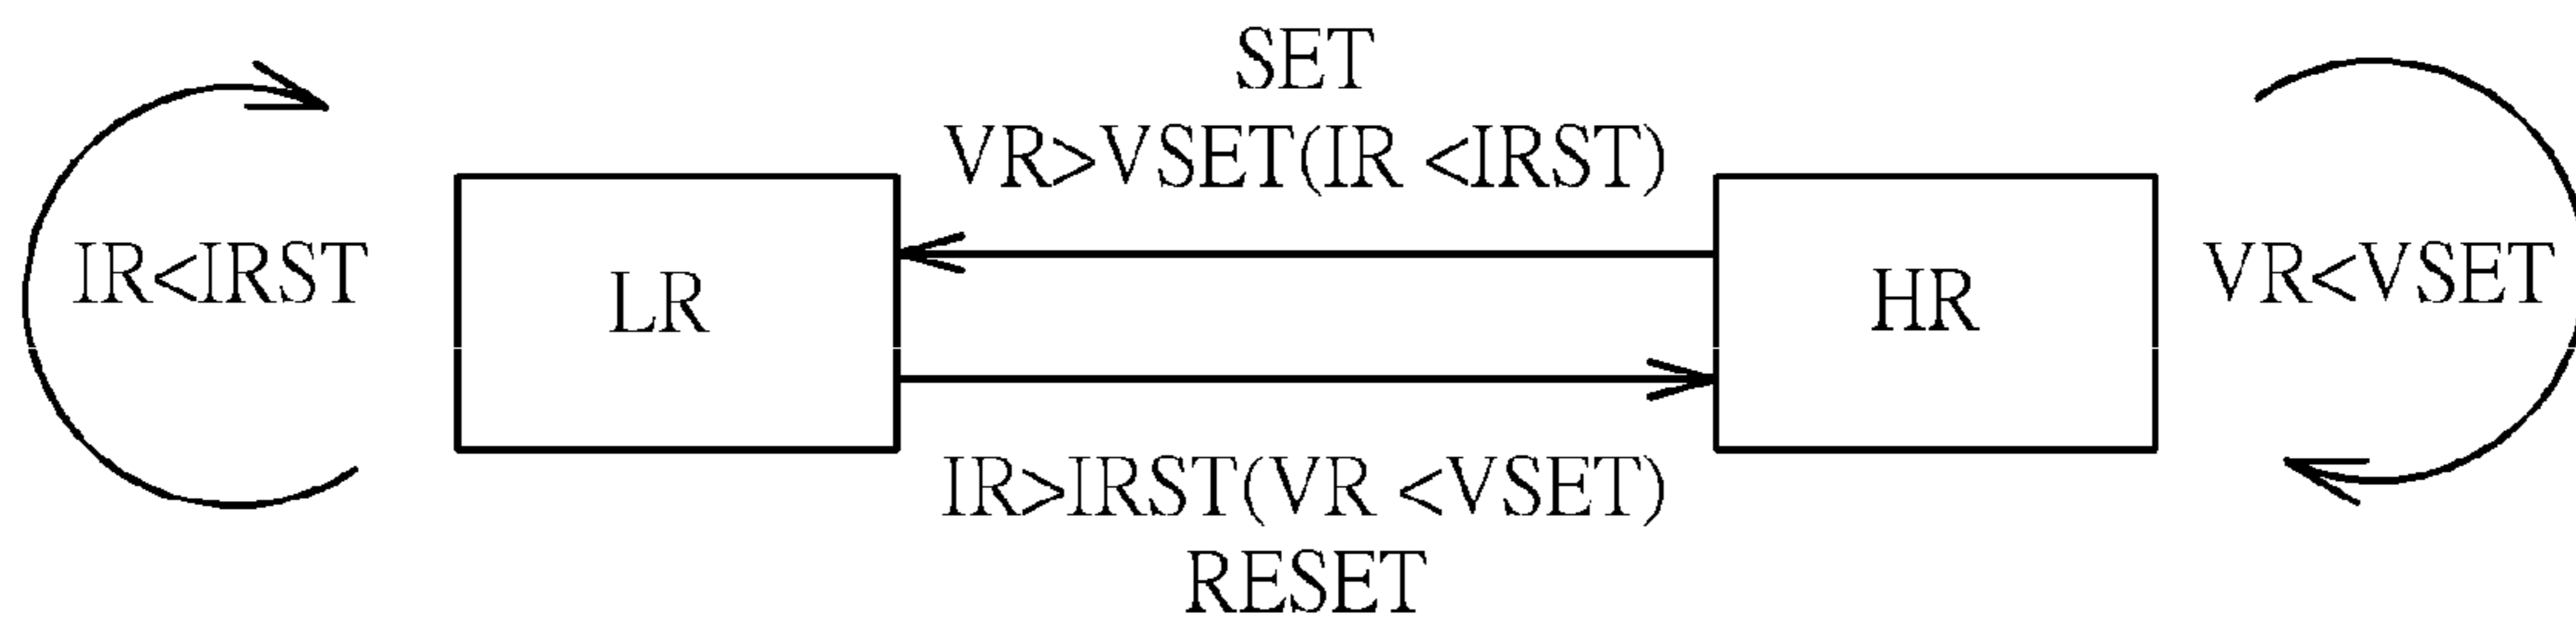 SET
VR>VSET(IR <IRST)
IR<IRST
LR
HR
VR<VSET
IR>IRST(VR <VSET)
RESET